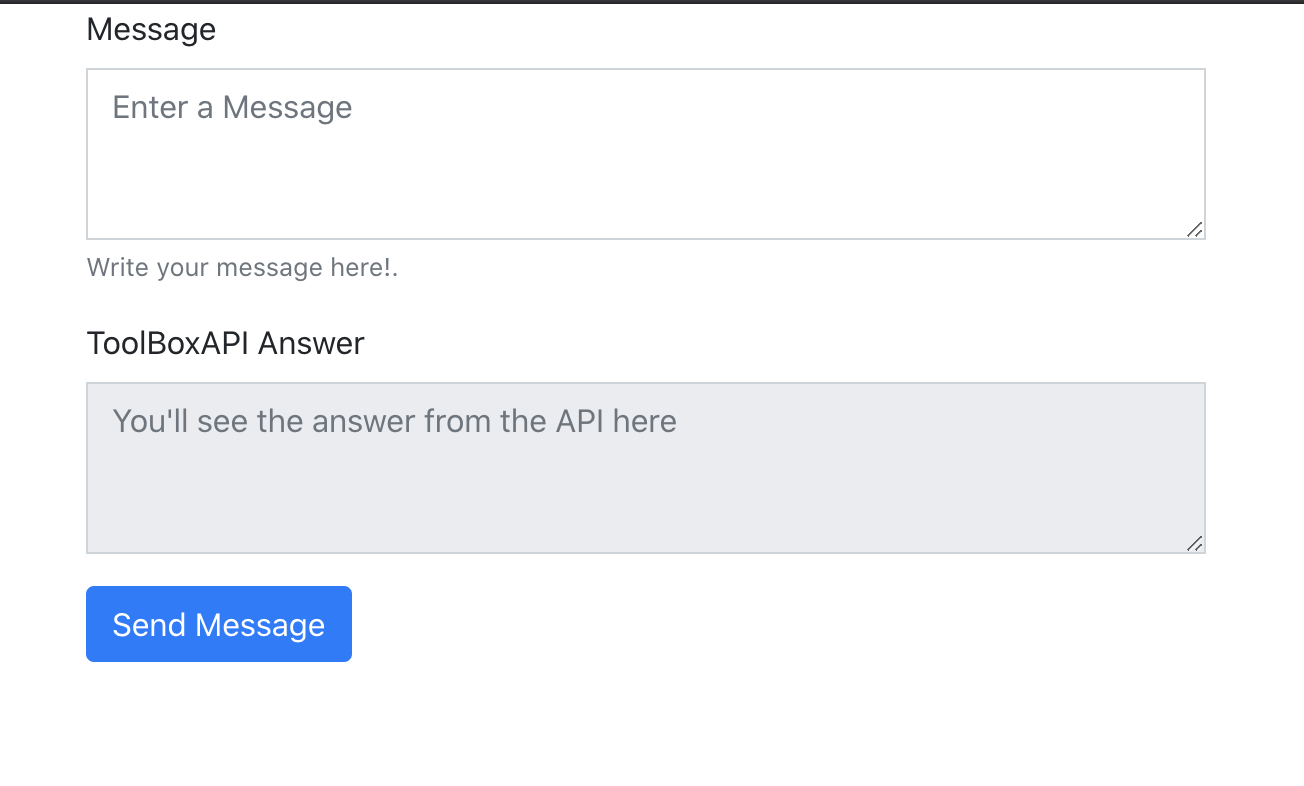 Message
Enter a Message
Write your message here!.
ToolBoxAPI Answer
You'll see the answer from the API here
Send Message